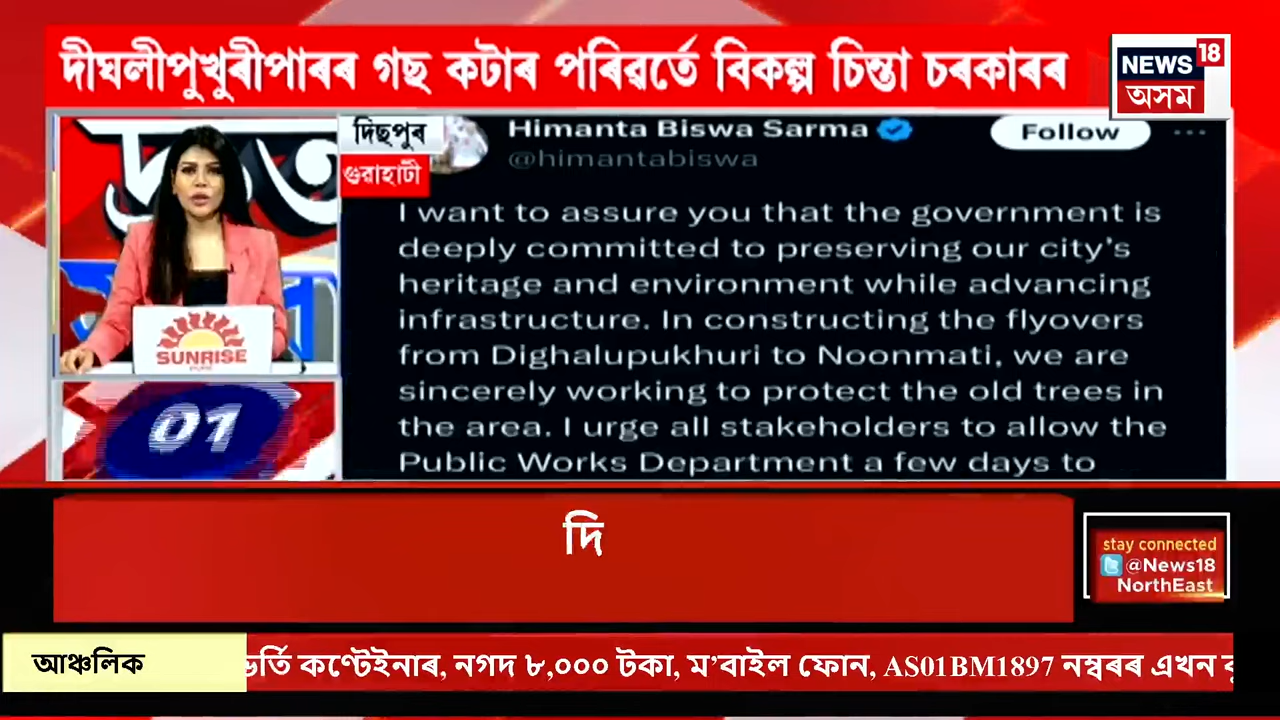 দীঘলীপুখুৰীপাৰৰ গছ কটাৰ পৰিৱৰ্তে বিকল্প চিন্তা চৰকাৰৰ
NEWS 18
অসম
দিছপুৰ
গুৱাহাটী
Himanta Biswa Sarma
@himantabiswa
Follow
I want to assure you that the government is
deeply committed to preserving our city's
heritage and environment while advancing
infrastructure. In constructing the flyovers
from Dighalupukhuri to Noonmati, we are
sincerely working to protect the old trees in
the area. I urge all stakeholders to allow the
Public Works Department a few days to
SUNRISE
PURE
01
দি
stay connected
@News18
NorthEast
আঞ্চলিক
কণ্টেইনাৰ, নগদ ৮,০০০ টকা, ম'বাইল ফোন, AS01BM1897 নম্বৰৰ এখন